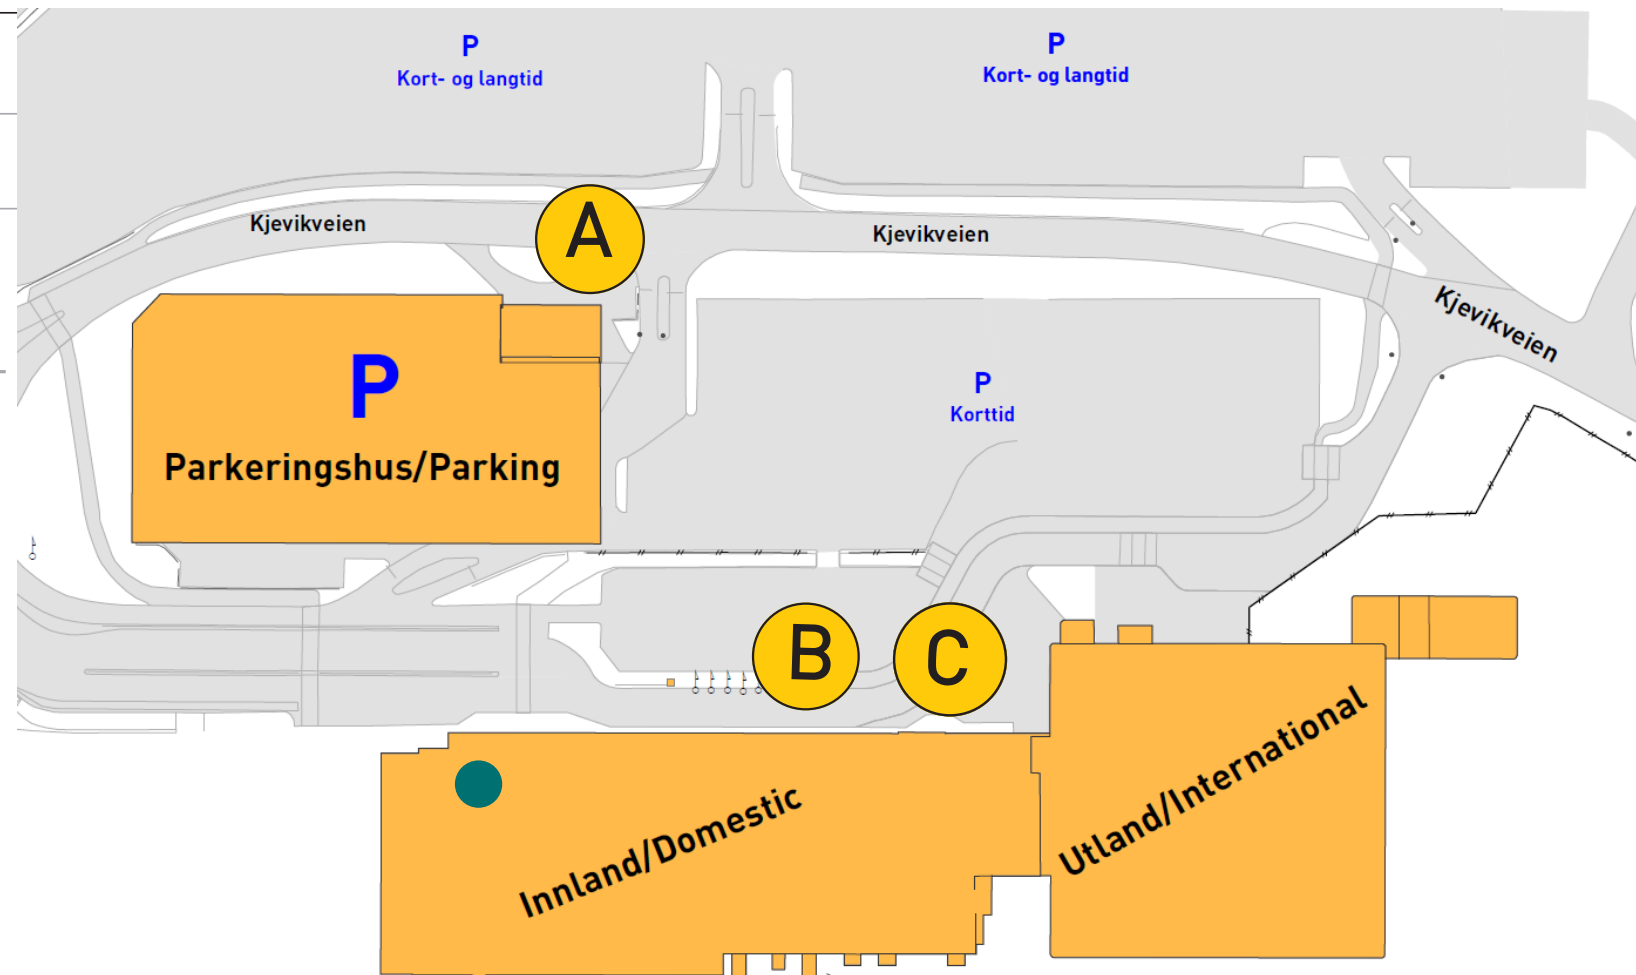 P
Kort- og langtid
P
Kort- og langtid
Kjevikveien
A
Kjevikveien
Kjevikveien
P
Parkeringshus/Parking
P
Korttid
B
C
Innland/Domestic
Utland/International